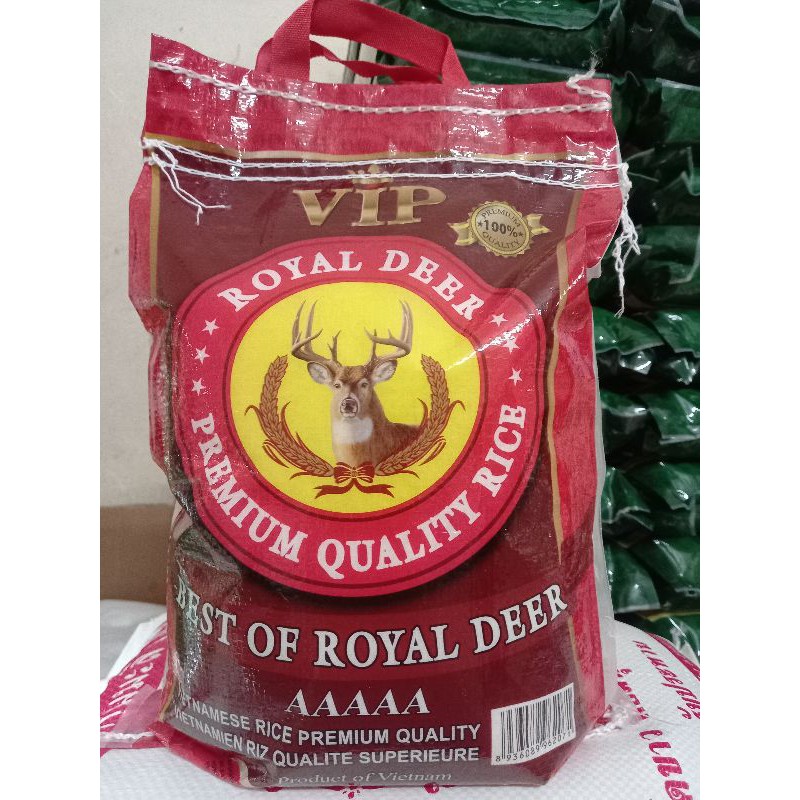 VIP
PREMIUM
100%
QUALITY
ROYAL DEER
PREMIUM QUALITY RICE
BEST OF ROYAL DEER
AAAAA
VIETNAMESE RICE PREMIUM QUALITY
VIETNAMIEN RIZ QUALITE SUPERIEURE
Product of Vietnam